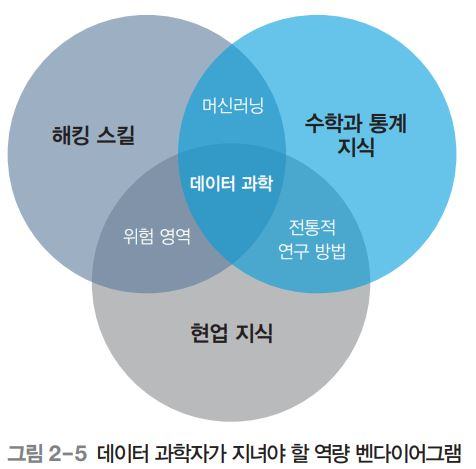 머신러닝
해킹 스킬
수학과 통계
지식
데이터 과학
위험 영역
전통적
연구 방법
현업 지식
그림 2-5 데이터 과학자가 지녀야 할 역량 벤다이어그램